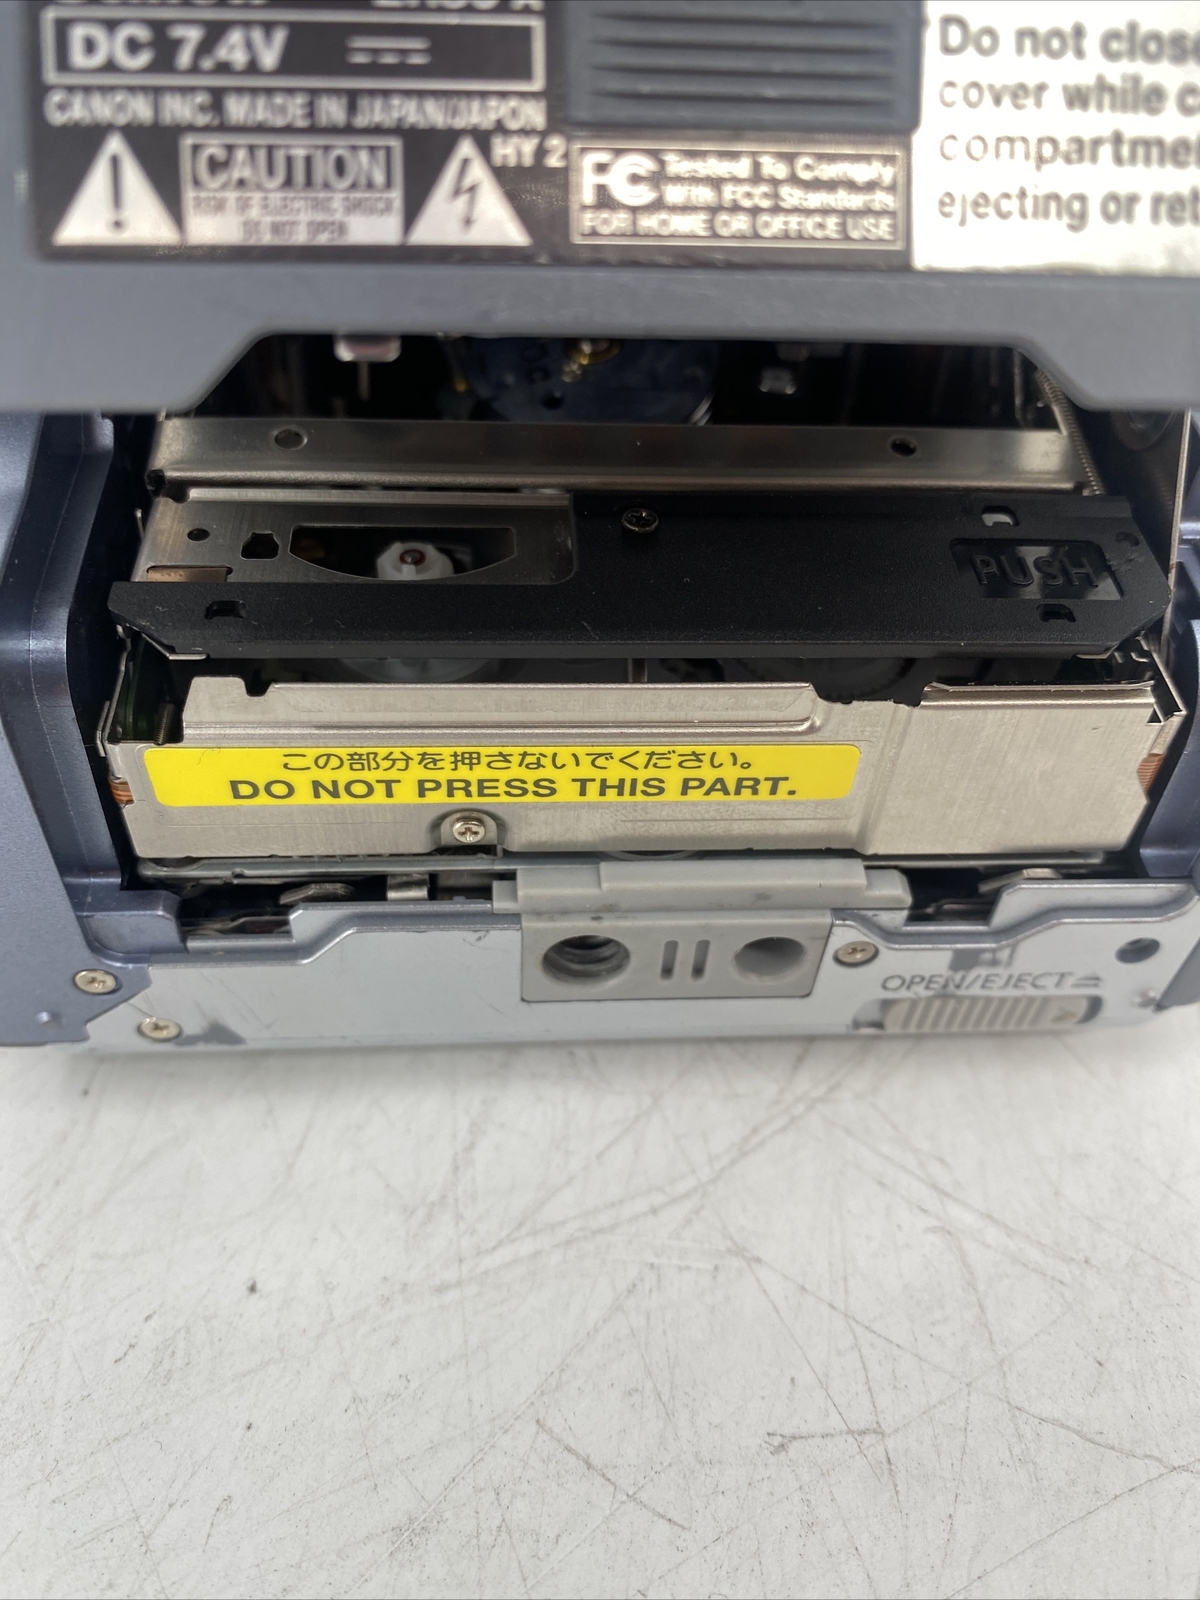 DC 7.4V
CANON INC. MADE IN JAPAN/JAPON
HY 2
CAUTION
RISK OF ELECTRIC SHOCK
DO NOT OPEN
FC Tested To Comply
With FCC Standards
FOR HOME OR OFFICE USE
Do not
cover while
ejecting or
PUSH
この部分を押さないでください。
DO NOT PRESS THIS PART.
OPEN/EJECT